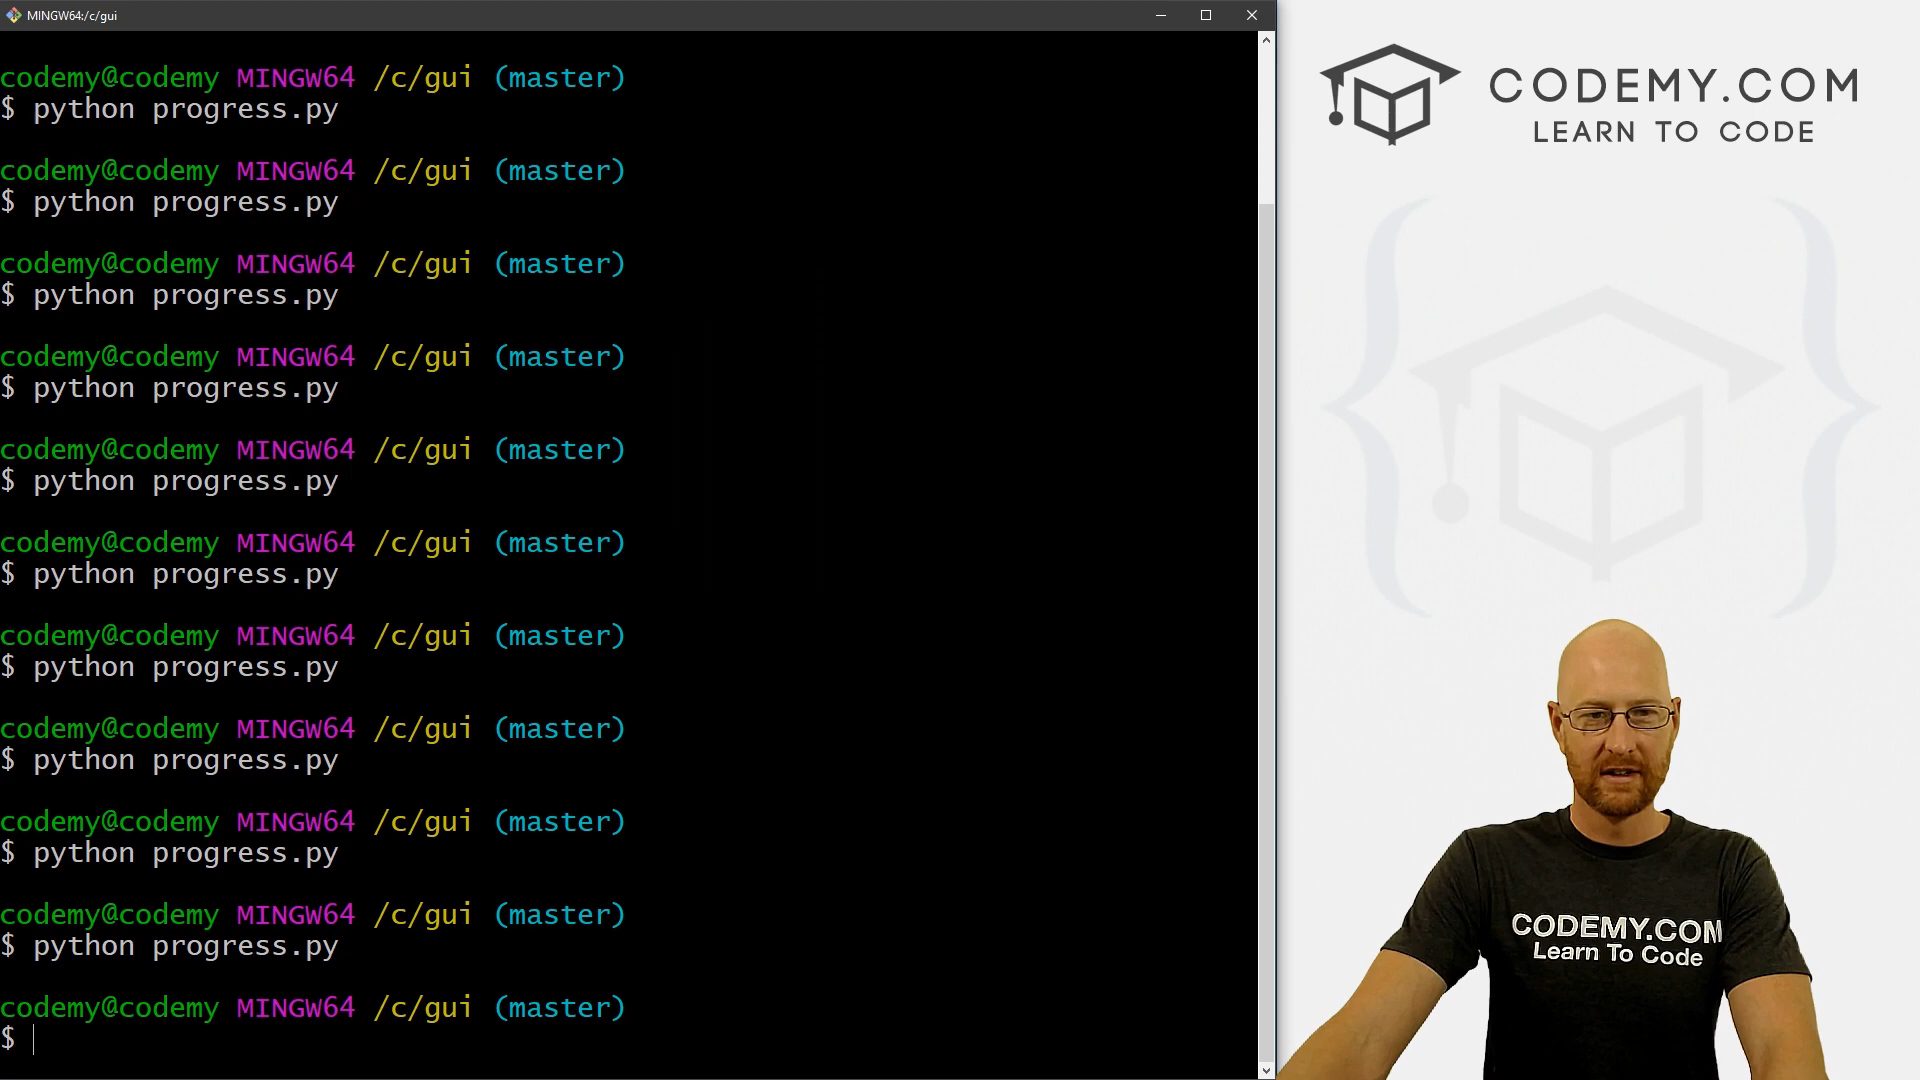 MINGW64:/c/gui
codemy@codemy MINGW64 /c/gui (master)
$ python progress.py
codemy@codemy MINGW64 /c/gui (master)
$ python progress.py
codemy@codemy MINGW64 /c/gui (master)
$ python progress.py
codemy@codemy MINGW64 /c/gui (master)
$ python progress.py
codemy@codemy MINGW64 /c/gui (master)
$ python progress.py
codemy@codemy MINGW64 /c/gui (master)
$ python progress.py
codemy@codemy MINGW64 /c/gui (master)
$ python progress.py
codemy@codemy MINGW64 /c/gui (master)
$ python progress.py
codemy@codemy MINGW64 /c/gui (master)
$ python progress.py
codemy@codemy MINGW64 /c/gui (master)
$ python progress.py
codemy@codemy MINGW64 /c/gui (master)
$
CODEMY.COM
LEARN TO CODE
CODEMY.COM
Learn To Code